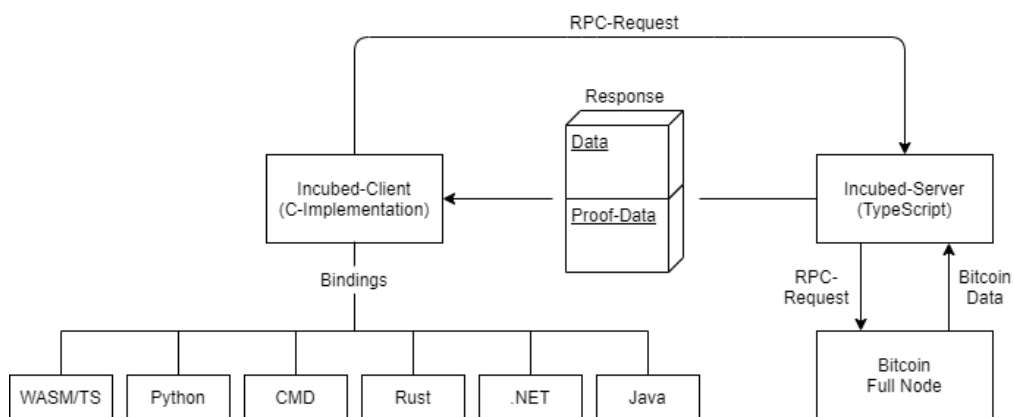 RPC-Request
Response
Data
Proof-Data
Incubed-Client
(C-Implementation)
Incubed-Server
(TypeScript)
Bindings
RPC-
Request
Bitcoin
Data
WASM/TS
Python
CMD
Rust
.NET
Java
Bitcoin
Full Node